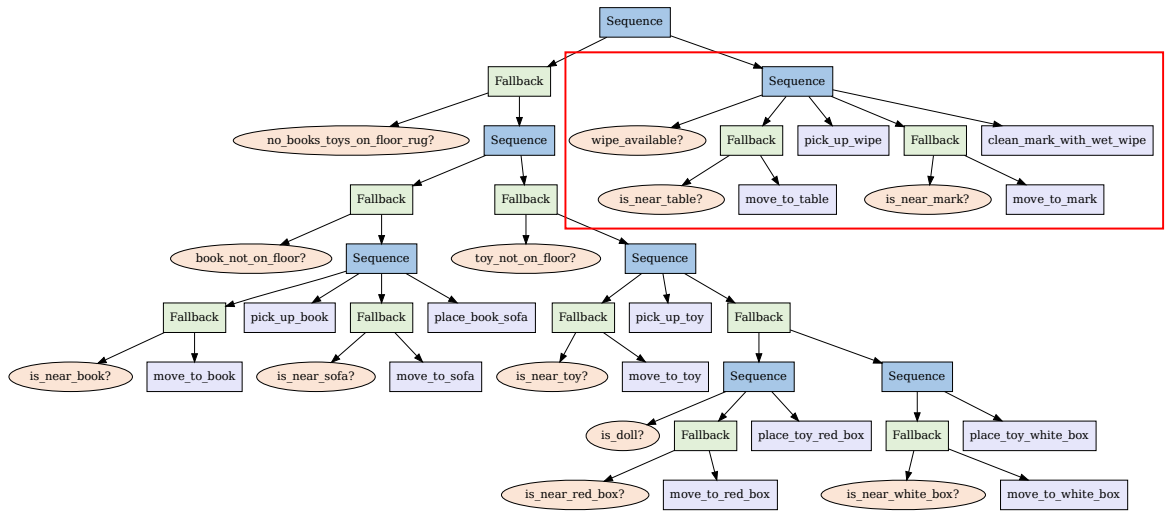 Sequence
Fallback
Sequence
no_books_toys_on_floor_rug?
Sequence
wipe_available?
Fallback
pick_up_wipe
Fallback
clean_mark_with_wet_wipe
Fallback
Fallback
is_near_table?
move_to_table
is_near_mark?
move_to_mark
book_not_on_floor?
Sequence
toy_not_on_floor?
Sequence
Fallback
pick_up_book
Fallback
place_book_sofa
Fallback
pick_up_toy
Fallback
is_near_book?
move_to_book
is_near_sofa?
move_to_sofa
is_near_toy?
move_to_toy
Sequence
Sequence
is_doll?
Fallback
place_toy_red_box
Fallback
place_toy_white_box
is_near_red_box?
move_to_red_box
is_near_white_box?
move_to_white_box